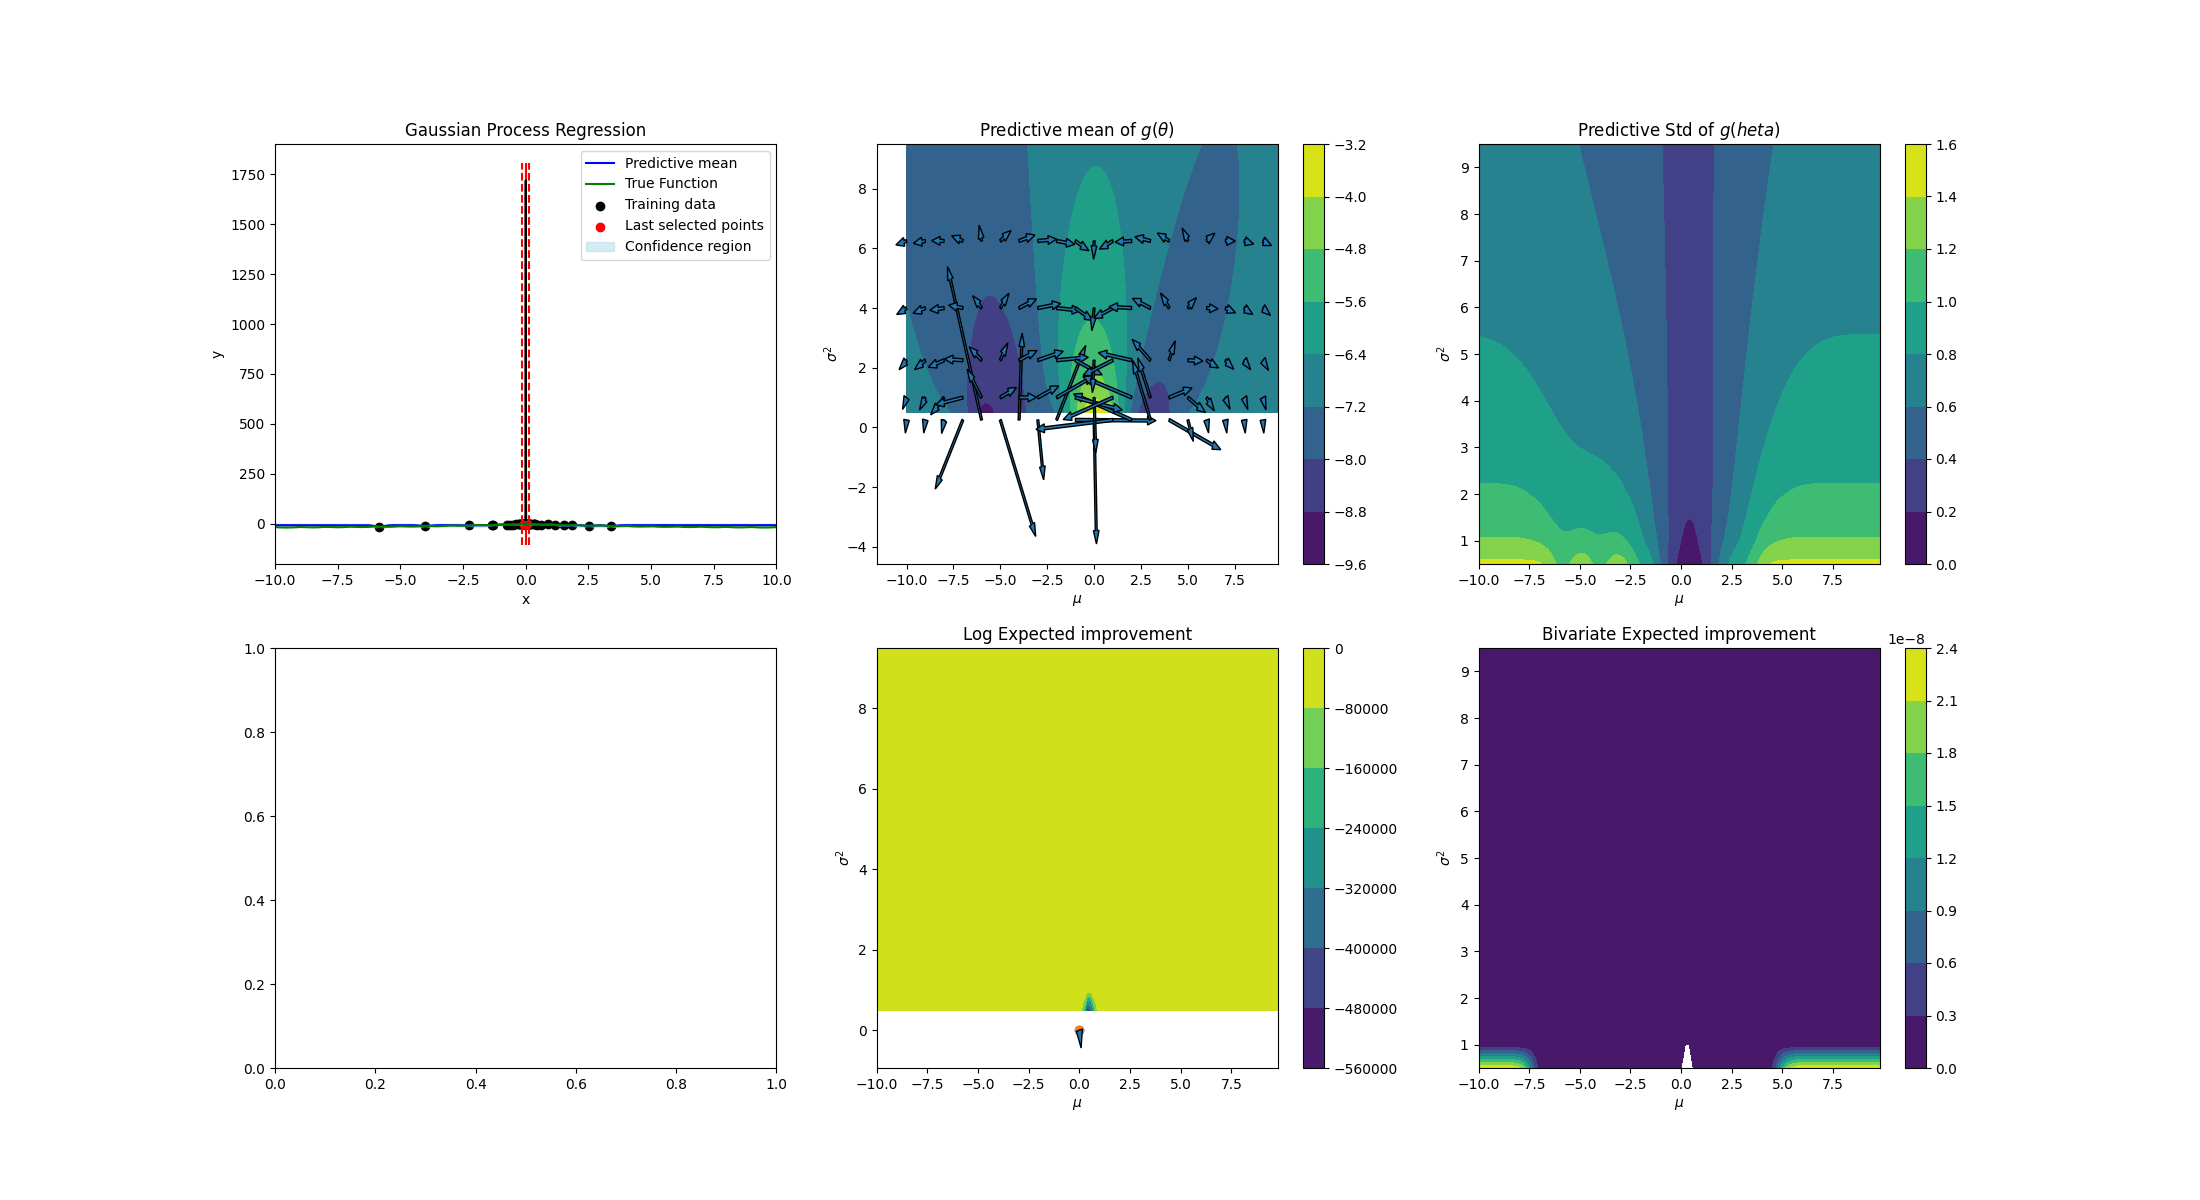 Gaussian Process Regression
y
1750
1500
1250
1000
750
500
250
0
Predictive mean
True Function
Training data
Last selected points
Confidence region
−10.0 −7.5 −5.0 −2.5 0.0 2.5 5.0 7.5 10.0
x
Predictive mean of g(θ)
σ²
8
6
4
2
0
−2
−4
−10.0 −7.5 −5.0 −2.5 0.0 2.5 5.0 7.5
μ
−3.2
−4.0
−4.8
−5.6
−6.4
−7.2
−8.0
−8.8
−9.6
Predictive Std of g(heta)
σ²
9
8
7
6
5
4
3
2
1
−10.0 −7.5 −5.0 −2.5 0.0 2.5 5.0 7.5
μ
1.6
1.4
1.2
1.0
0.8
0.6
0.4
0.2
0.0
1.0
0.8
0.6
0.4
0.2
0.0
0.0 0.2 0.4 0.6 0.8 1.0
Log Expected improvement
σ²
8
6
4
2
0
−10.0 −7.5 −5.0 −2.5 0.0 2.5 5.0 7.5
μ
0
−80000
−160000
−240000
−320000
−400000
−480000
−560000
Bivariate Expected improvement
σ²
9
8
7
6
5
4
3
2
1
−10.0 −7.5 −5.0 −2.5 0.0 2.5 5.0 7.5
μ
1e−8
2.4
2.1
1.8
1.5
1.2
0.9
0.6
0.3
0.0